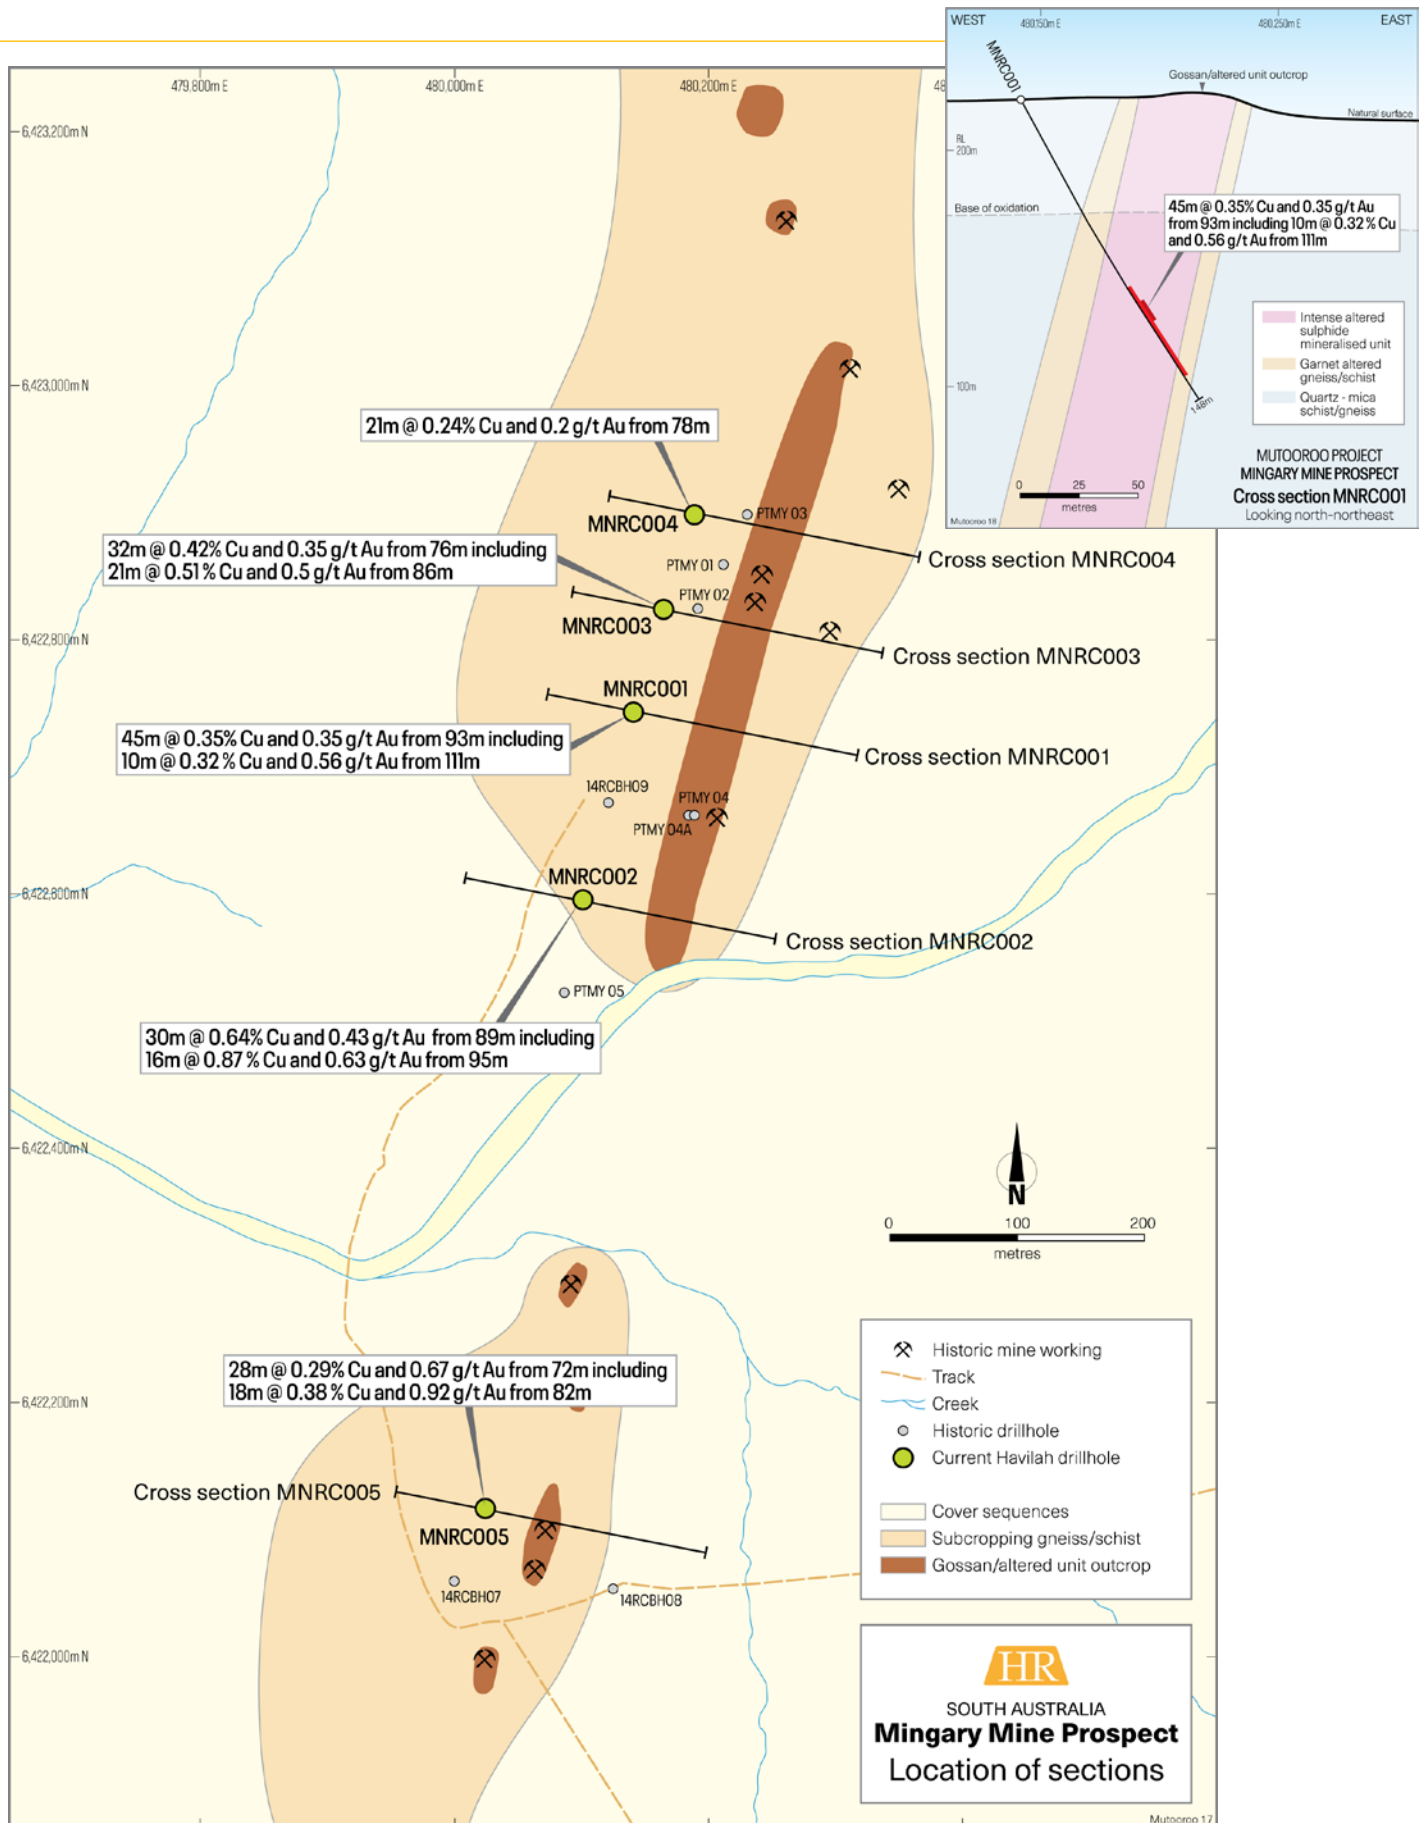 WEST
480,150m E
480,250m E
EAST
MNRC001
Gossan/altered unit outcrop
Natural surface
RL
200m
Base of oxidation
45m @ 0.35% Cu and 0.35 g/t Au
from 93m including 10m @ 0.32 % Cu
and 0.56 g/t Au from 111m
Intense altered
sulphide
mineralised unit
Garnet altered
gneiss/schist
Quartz - mica
schist/gneiss
100m
148m
0 25 50
metres
MUTOOROO PROJECT
MINGARY MINE PROSPECT
Cross section MNRC001
Looking north-northeast
Mutooroo 18
479,800m E
480,000m E
480,200m E
48
6,423,200m N
6,423,000m N
21m @ 0.24% Cu and 0.2 g/t Au from 78m
MNRC004
PTMY 03
Cross section MNRC004
32m @ 0.42% Cu and 0.35 g/t Au from 76m including
21m @ 0.51 % Cu and 0.5 g/t Au from 86m
PTMY 01
PTMY 02
MNRC003
6,422,800m N
Cross section MNRC003
MNRC001
45m @ 0.35% Cu and 0.35 g/t Au from 93m including
10m @ 0.32 % Cu and 0.56 g/t Au from 111m
Cross section MNRC001
14RCBH09
PTMY 04
PTMY 04A
MNRC002
6,422,600m N
Cross section MNRC002
PTMY 05
30m @ 0.64% Cu and 0.43 g/t Au from 89m including
16m @ 0.87 % Cu and 0.63 g/t Au from 95m
6,422,400m N
N
0 100 200
metres
28m @ 0.29% Cu and 0.67 g/t Au from 72m including
18m @ 0.38 % Cu and 0.92 g/t Au from 82m
6,422,200m N
Cross section MNRC005
MNRC005
14RCBH07
14RCBH08
6,422,000m N
Historic mine working
Track
Creek
Historic drillhole
Current Havilah drillhole
Cover sequences
Subcropping gneiss/schist
Gossan/altered unit outcrop
HR
SOUTH AUSTRALIA
Mingary Mine Prospect
Location of sections
Mutooroo 17